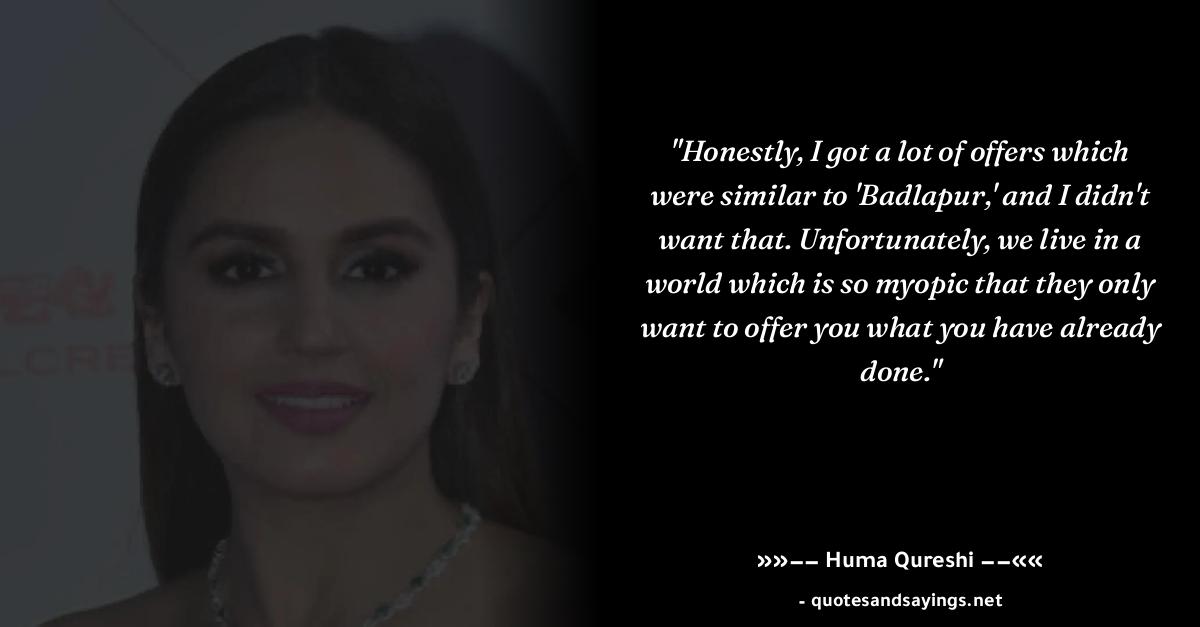 "Honestly, I got a lot of offers which
were similar to 'Badlapur,' and I didn't
want that. Unfortunately, we live in a
world which is so myopic that they only
want to offer you what you have already
done."
»»−− Huma Qureshi −−««
- quotesandsayings.net